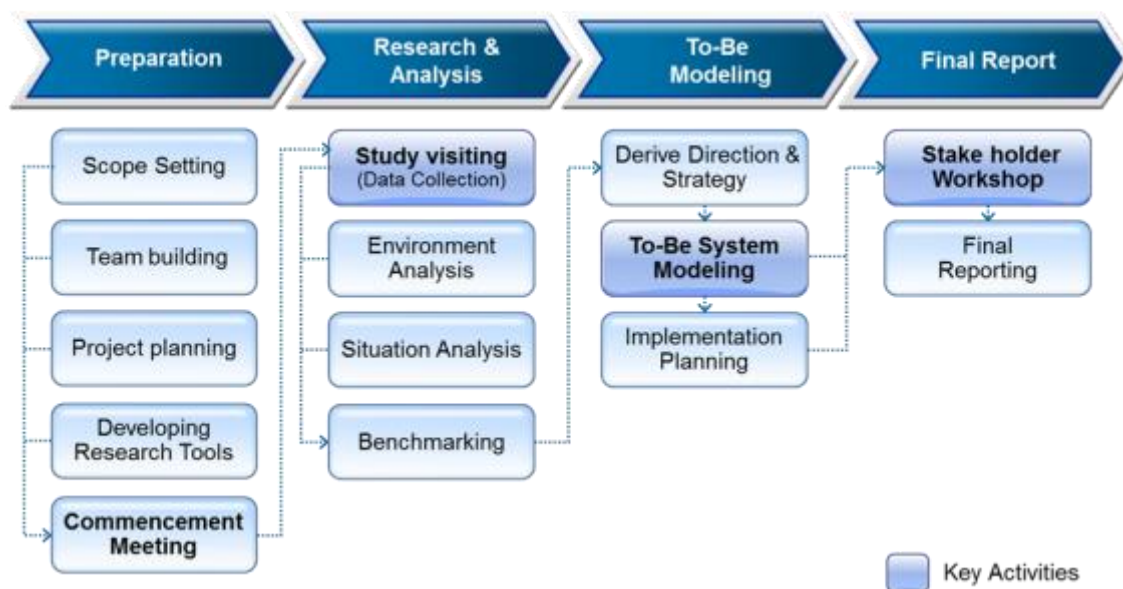 Preparation
Research &
Analysis
To-Be
Modeling
Final Report
Scope Setting
Team building
Project planning
Developing
Research Tools
Commencement
Meeting
Study visiting
(Data Collection)
Environment
Analysis
Situation Analysis
Benchmarking
Derive Direction &
Strategy
To-Be System
Modeling
Implementation
Planning
Stake holder
Workshop
Final
Reporting
Key Activities